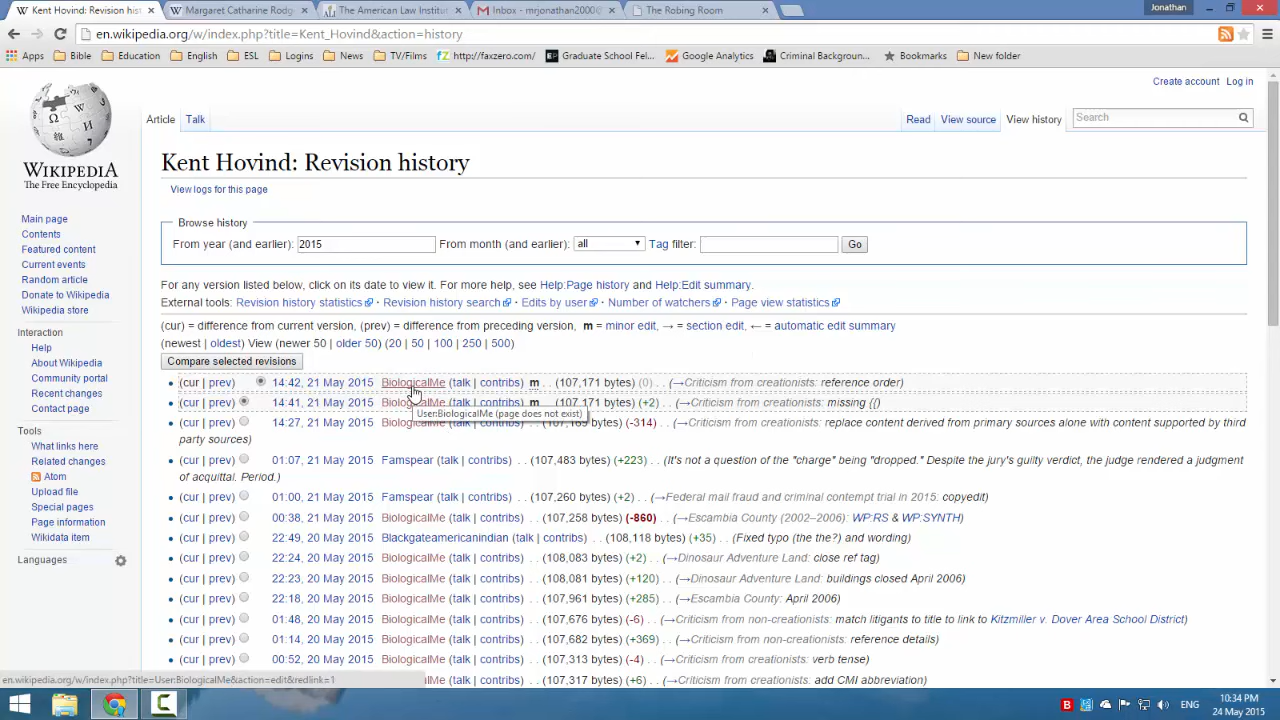 Kent Hovind: Revision his
Margaret Catharine Rodg
The American Law Institut
Inbox - mrjonathan2000@
The Robing Room
Jonathan
en.wikipedia.org/w/index.php?title=Kent_Hovind&action=history
Apps Bible Education English ESL Logins News TV/Films http://faxzero.com/ Graduate School Fel... Google Analytics Criminal Backgroun... Bookmarks New folder
Create account Log in
Article Talk Read View source View history Search
WIKIPEDIA
The Free Encyclopedia
Main page
Contents
Featured content
Current events
Random article
Donate to Wikipedia
Wikipedia store
Interaction
Help
About Wikipedia
Community portal
Recent changes
Contact page
Tools
What links here
Related changes
Atom
Upload file
Special pages
Page information
Wikidata item
Languages
Kent Hovind: Revision history
View logs for this page
Browse history
From year (and earlier): 2015 From month (and earlier): all Tag filter: Go
For any version listed below, click on its date to view it. For more help, see Help:Page history and Help:Edit summary.
External tools: Revision history statistics · Revision history search · Edits by user · Number of watchers · Page view statistics
(cur) = difference from current version, (prev) = difference from preceding version, m = minor edit, → = section edit, ← = automatic edit summary
(newest | oldest) View (newer 50 | older 50) (20 | 50 | 100 | 250 | 500)
Compare selected revisions
(cur | prev) 14:42, 21 May 2015 BiologicalMe (talk | contribs) m . . (107,171 bytes) (0) . . (→Criticism from creationists: reference order)
(cur | prev) 14:41, 21 May 2015 BiologicalMe (talk | contribs) m . . (107,171 bytes) (+2) . . (→Criticism from creationists: missing {{)
User:BiologicalMe (page does not exist)
(cur | prev) 14:27, 21 May 2015 BiologicalMe (talk | contribs) . . (107,169 bytes) (-314) . . (→Criticism from creationists: replace content derived from primary sources alone with content supported by third
party sources)
(cur | prev) 01:07, 21 May 2015 Famspear (talk | contribs) . . (107,483 bytes) (+223) . . (It's not a question of the "charge" being "dropped." Despite the jury's guilty verdict, the judge rendered a judgment
of acquittal. Period.)
(cur | prev) 01:00, 21 May 2015 Famspear (talk | contribs) . . (107,260 bytes) (+2) . . (→Federal mail fraud and criminal contempt trial in 2015: copyedit)
(cur | prev) 00:38, 21 May 2015 BiologicalMe (talk | contribs) . . (107,258 bytes) (-860) . . (→Escambia County (2002–2006): WP:RS & WP:SYNTH)
(cur | prev) 22:49, 20 May 2015 Blackgateamericanindian (talk | contribs) . . (108,118 bytes) (+35) . . (Fixed typo (the the?) and wording)
(cur | prev) 22:24, 20 May 2015 BiologicalMe (talk | contribs) . . (108,083 bytes) (+2) . . (→Dinosaur Adventure Land: close ref tag)
(cur | prev) 22:23, 20 May 2015 BiologicalMe (talk | contribs) . . (108,081 bytes) (+120) . . (→Dinosaur Adventure Land: buildings closed April 2006)
(cur | prev) 22:18, 20 May 2015 BiologicalMe (talk | contribs) . . (107,961 bytes) (+285) . . (→Escambia County: April 2006)
(cur | prev) 01:48, 20 May 2015 BiologicalMe (talk | contribs) . . (107,676 bytes) (-6) . . (→Criticism from non-creationists: match litigants to title to link to Kitzmiller v. Dover Area School District)
(cur | prev) 01:14, 20 May 2015 BiologicalMe (talk | contribs) . . (107,682 bytes) (+369) . . (→Criticism from non-creationists: reference details)
(cur | prev) 00:52, 20 May 2015 BiologicalMe (talk | contribs) . . (107,313 bytes) (-4) . . (→Criticism from non-creationists: verb tense)
BiologicalMe (talk | contribs) . . (107,317 bytes) (+6) . . (→Criticism from creationists: add CMI abbreviation)
en.wikipedia.org/w/index.php?title=User:BiologicalMe&action=edit&redlink=1
ENG
10:34 PM
24 May 2015